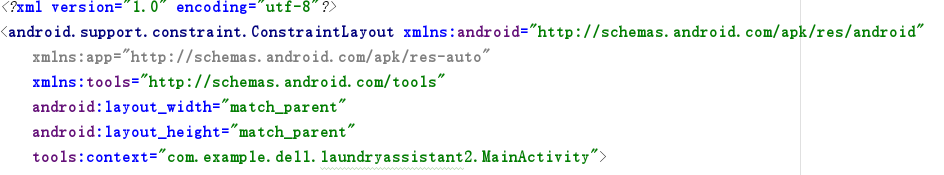 <?xml version="1.0" encoding="utf-8"?>
<android.support.constraint.ConstraintLayout xmlns:android="http://schemas.android.com/apk/res/android"
xmlns:app="http://schemas.android.com/apk/res-auto"
xmlns:tools="http://schemas.android.com/tools"
android:layout_width="match_parent"
android:layout_height="match_parent"
tools:context="com.example.dell.laundryassistant2.MainActivity">